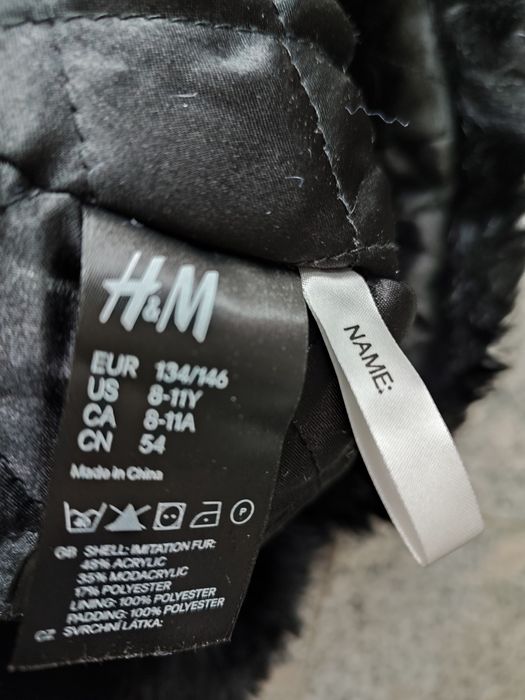 H&M
EUR 134/146
US 8-11Y
CA 8-11A
CN 54
Made in China
P
GB SHELL: IMITATION FUR:
48% ACRYLIC
35% MODACRYLIC
17% POLYESTER
LINING: 100% POLYESTER
PADDING: 100% POLYESTER
CZ SVRCHNÍ LÁTKA:
NAME: